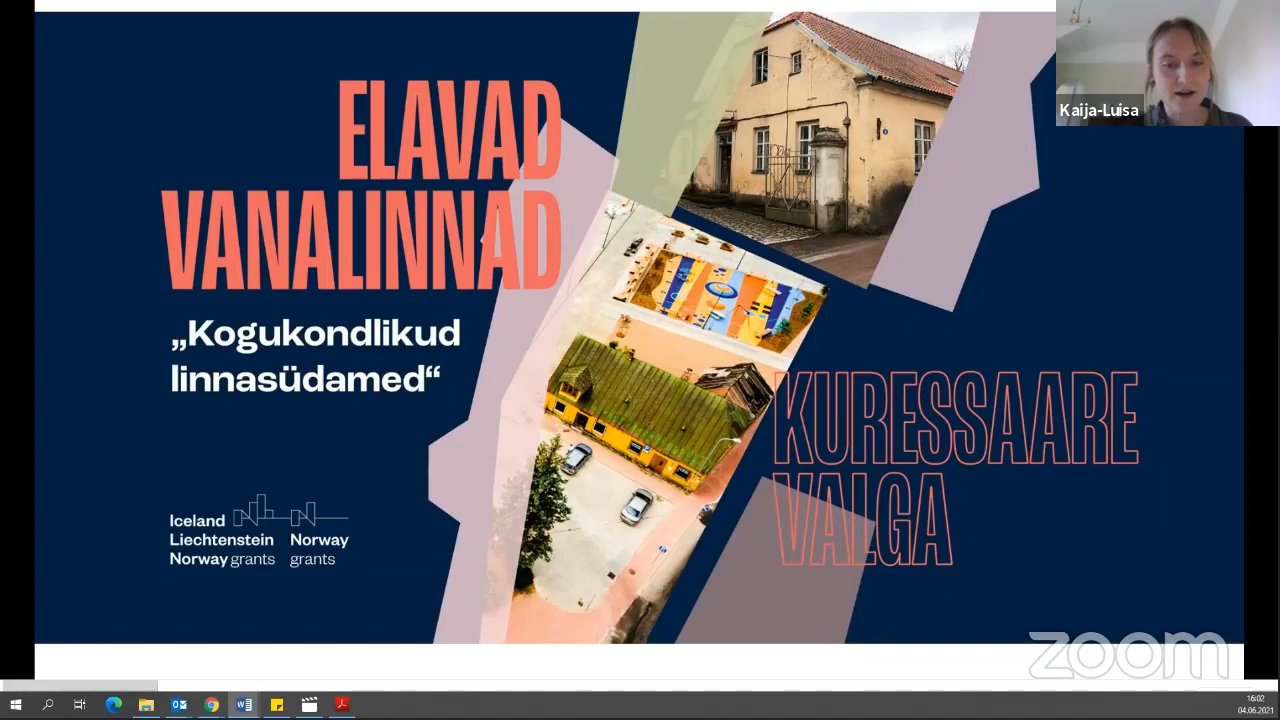 Kaija-Luisa
ELAVAD
VANALINNAD
„Kogukondlikud
linnasüdamed“
KURESSAARE
VALGA
Iceland
Liechtenstein
Norway grants
Norway
grants
zoom
16:02
04.06.2021